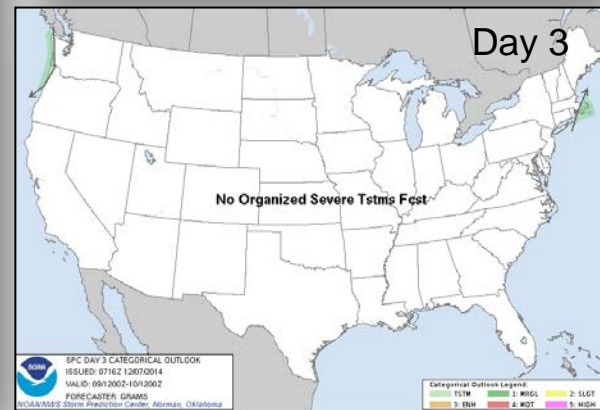 Day 3
No Organized Severe Tstms Fcst
NOAA
SPC DAY 3 CATEGORICAL OUTLOOK
ISSUED: 0716Z 12/07/2014
VALID: 09/1200Z-10/1200Z
FORECASTER: GRAMS
NOAA/NWS Storm Prediction Center, Norman, Oklahoma
Categorical Outlook Legend:
TSTM 1: MRGL 2: SLGT
3: ENH 4: MDT 5: HIGH